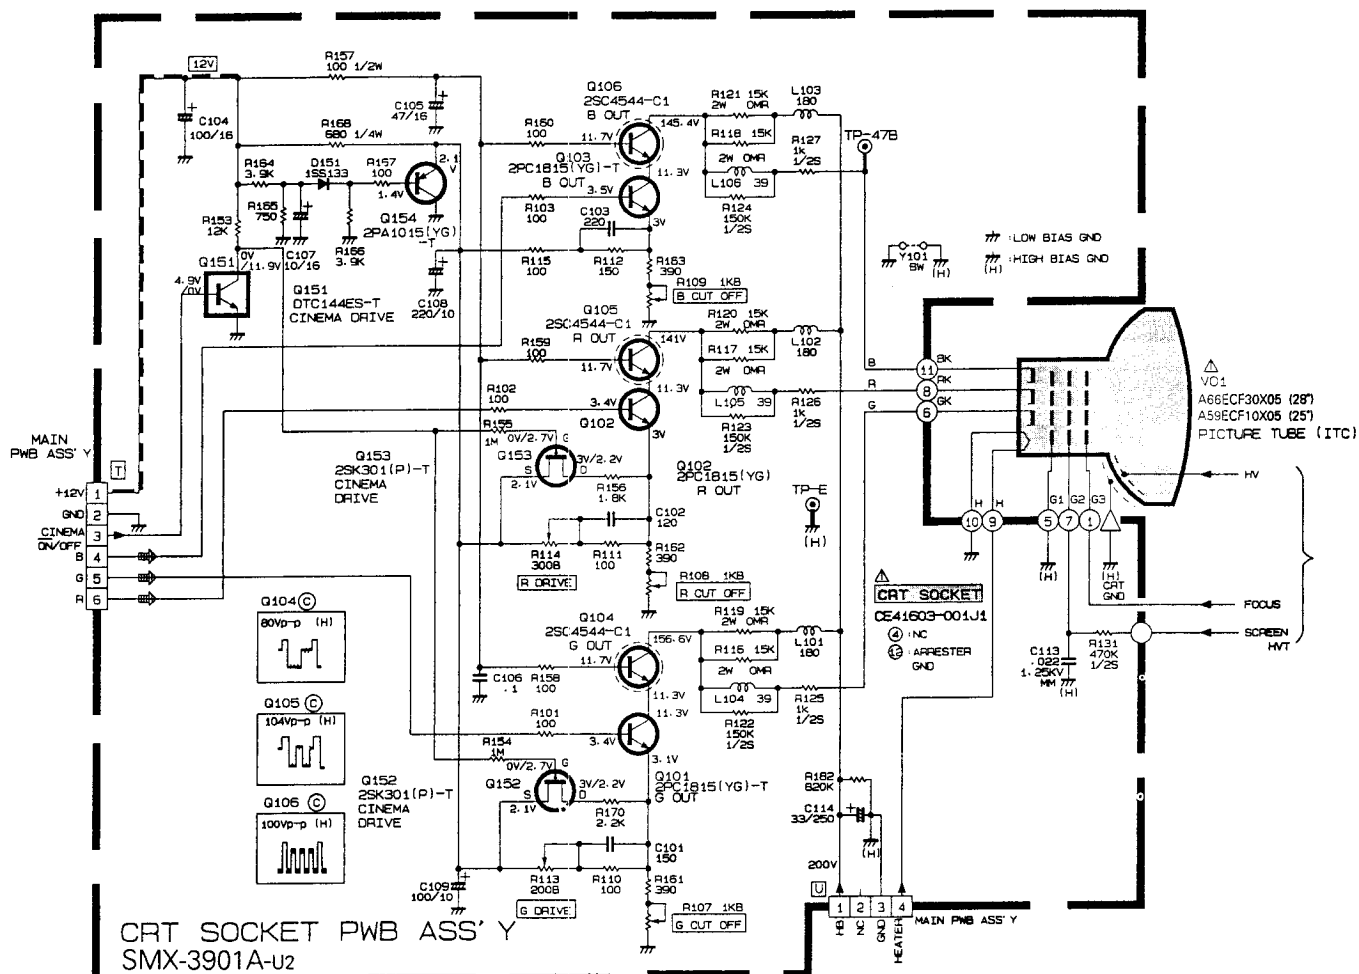 12V
R157
100 1/2W
C104
100/16
C105
47/16
R168
680 1/4W
R164
3.9K
D151
1SS133
R167
100
2.1V
1.4V
R165
750
Q154
2PA1015(YG)
-T
R153
12K
C107
10/16
R166
3.9K
0V
/11.9V
Q151
4.9V
/0V
Q151
DTC144ES-T
CINEMA DRIVE
C108
220/10
Q106
2SC4544-C1
B OUT
R160
100
11.7V
145.4V
Q103
2PC1815(YG)-T
B OUT
11.3V
R103
100
3.5V
3V
C103
220
R115
100
R112
150
R163
390
R109 1KB
B CUT OFF
R121 15K
2W OMR
L103
180
R118 15K
2W OMR
R127
1k
1/2S
L106 39
R124
150K
1/2S
TP-47B
Y101
BW
(H)
:LOW BIAS GND
(H)
:HIGH BIAS GND
Q105
2SC4544-C1
R OUT
R159
100
11.7V
141V
11.3V
R102
100
3.4V
Q102
3V
R120 15K
2W OMR
L102
180
R117 15K
2W OMR
L105 39
R126
1k
1/2S
R123
150K
1/2S
B
R
G
11
8
6
BK
RK
GK
V01
A66ECF30X05 (28")
A59ECF10X05 (25")
PICTURE TUBE (ITC)
HV
MAIN
PWB ASS'Y
T
+12V 1
GND 2
CINEMA
ON/OFF
3
B 4
G 5
R 6
R155
1M
0V/2.7V G
Q153
2SK301(P)-T
CINEMA
DRIVE
Q153
S
2.1V
3V/2.2V
D
R156
1.8K
Q102
2PC1815(YG)
R OUT
C102
120
R114
300B
R DRIVE
R111
100
R162
390
R108 1KB
R CUT OFF
TP-E
(H)
H
H
10
9
5
7
1
G1
G2
G3
(H)
(H)
CRT
GND
CRT SOCKET
CE41603-001J1
4 :NC
:ARRESTER
GND
FOCUS
SCREEN
HVT
R131
470K
1/2S
C113
.022
1.25KV
MM
(H)
Q104 C
80Vp-p (H)
Q105 C
104Vp-p (H)
Q106 C
100Vp-p (H)
Q104
2SC4544-C1
G OUT
11.7V
156.6V
C106
.1
R158
100
11.3V
11.3V
R101
100
3.4V
3.1V
R119 15K
2W OMR
L101
180
R116 15K
2W OMR
L104 39
R125
1k
1/2S
R122
150K
1/2S
R154
1M
0V/2.7V G
Q152
2SK301(P)-T
CINEMA
DRIVE
Q152
S
2.1V
3V/2.2V
D
R170
2.2K
Q101
2PC1815(YG)-T
G OUT
C101
150
C109
100/10
R113
200B
G DRIVE
R110
100
R161
390
R107 1KB
G CUT OFF
R182
820K
C114
33/250
(H)
200V
U
1 2 3 4
HB
NC
GND
HEATER
MAIN PWB ASS'Y
CRT SOCKET PWB ASS'Y
SMX-3901A-U2